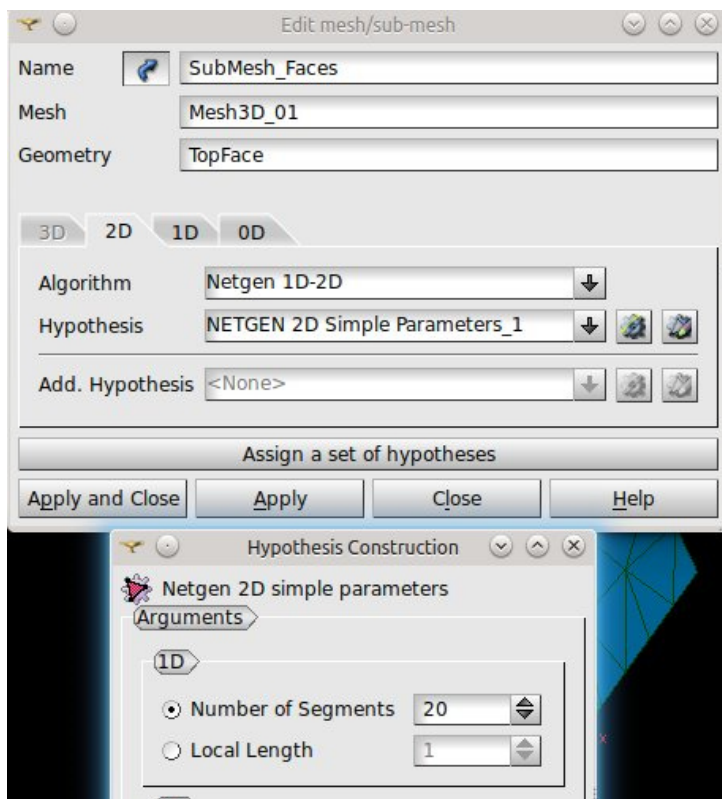 Edit mesh/sub-mesh
Name SubMesh_Faces
Mesh Mesh3D_01
Geometry TopFace
3D 2D 1D 0D
Algorithm Netgen 1D-2D
Hypothesis NETGEN 2D Simple Parameters_1
Add. Hypothesis <None>
Assign a set of hypotheses
Apply and Close Apply Close Help
Hypothesis Construction
Netgen 2D simple parameters
Arguments
1D
Number of Segments 20
Local Length 1
x